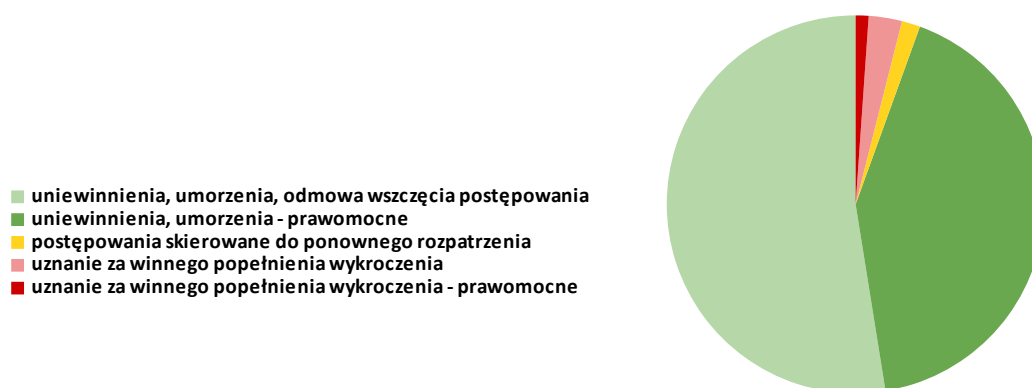 uniewinnienia, umorzenia, odmowa wszczęcia postępowania
uniewinnienia, umorzenia - prawomocne
postępowania skierowane do ponownego rozpatrzenia
uznanie za winnego popełnienia wykroczenia
uznanie za winnego popełnienia wykroczenia - prawomocne